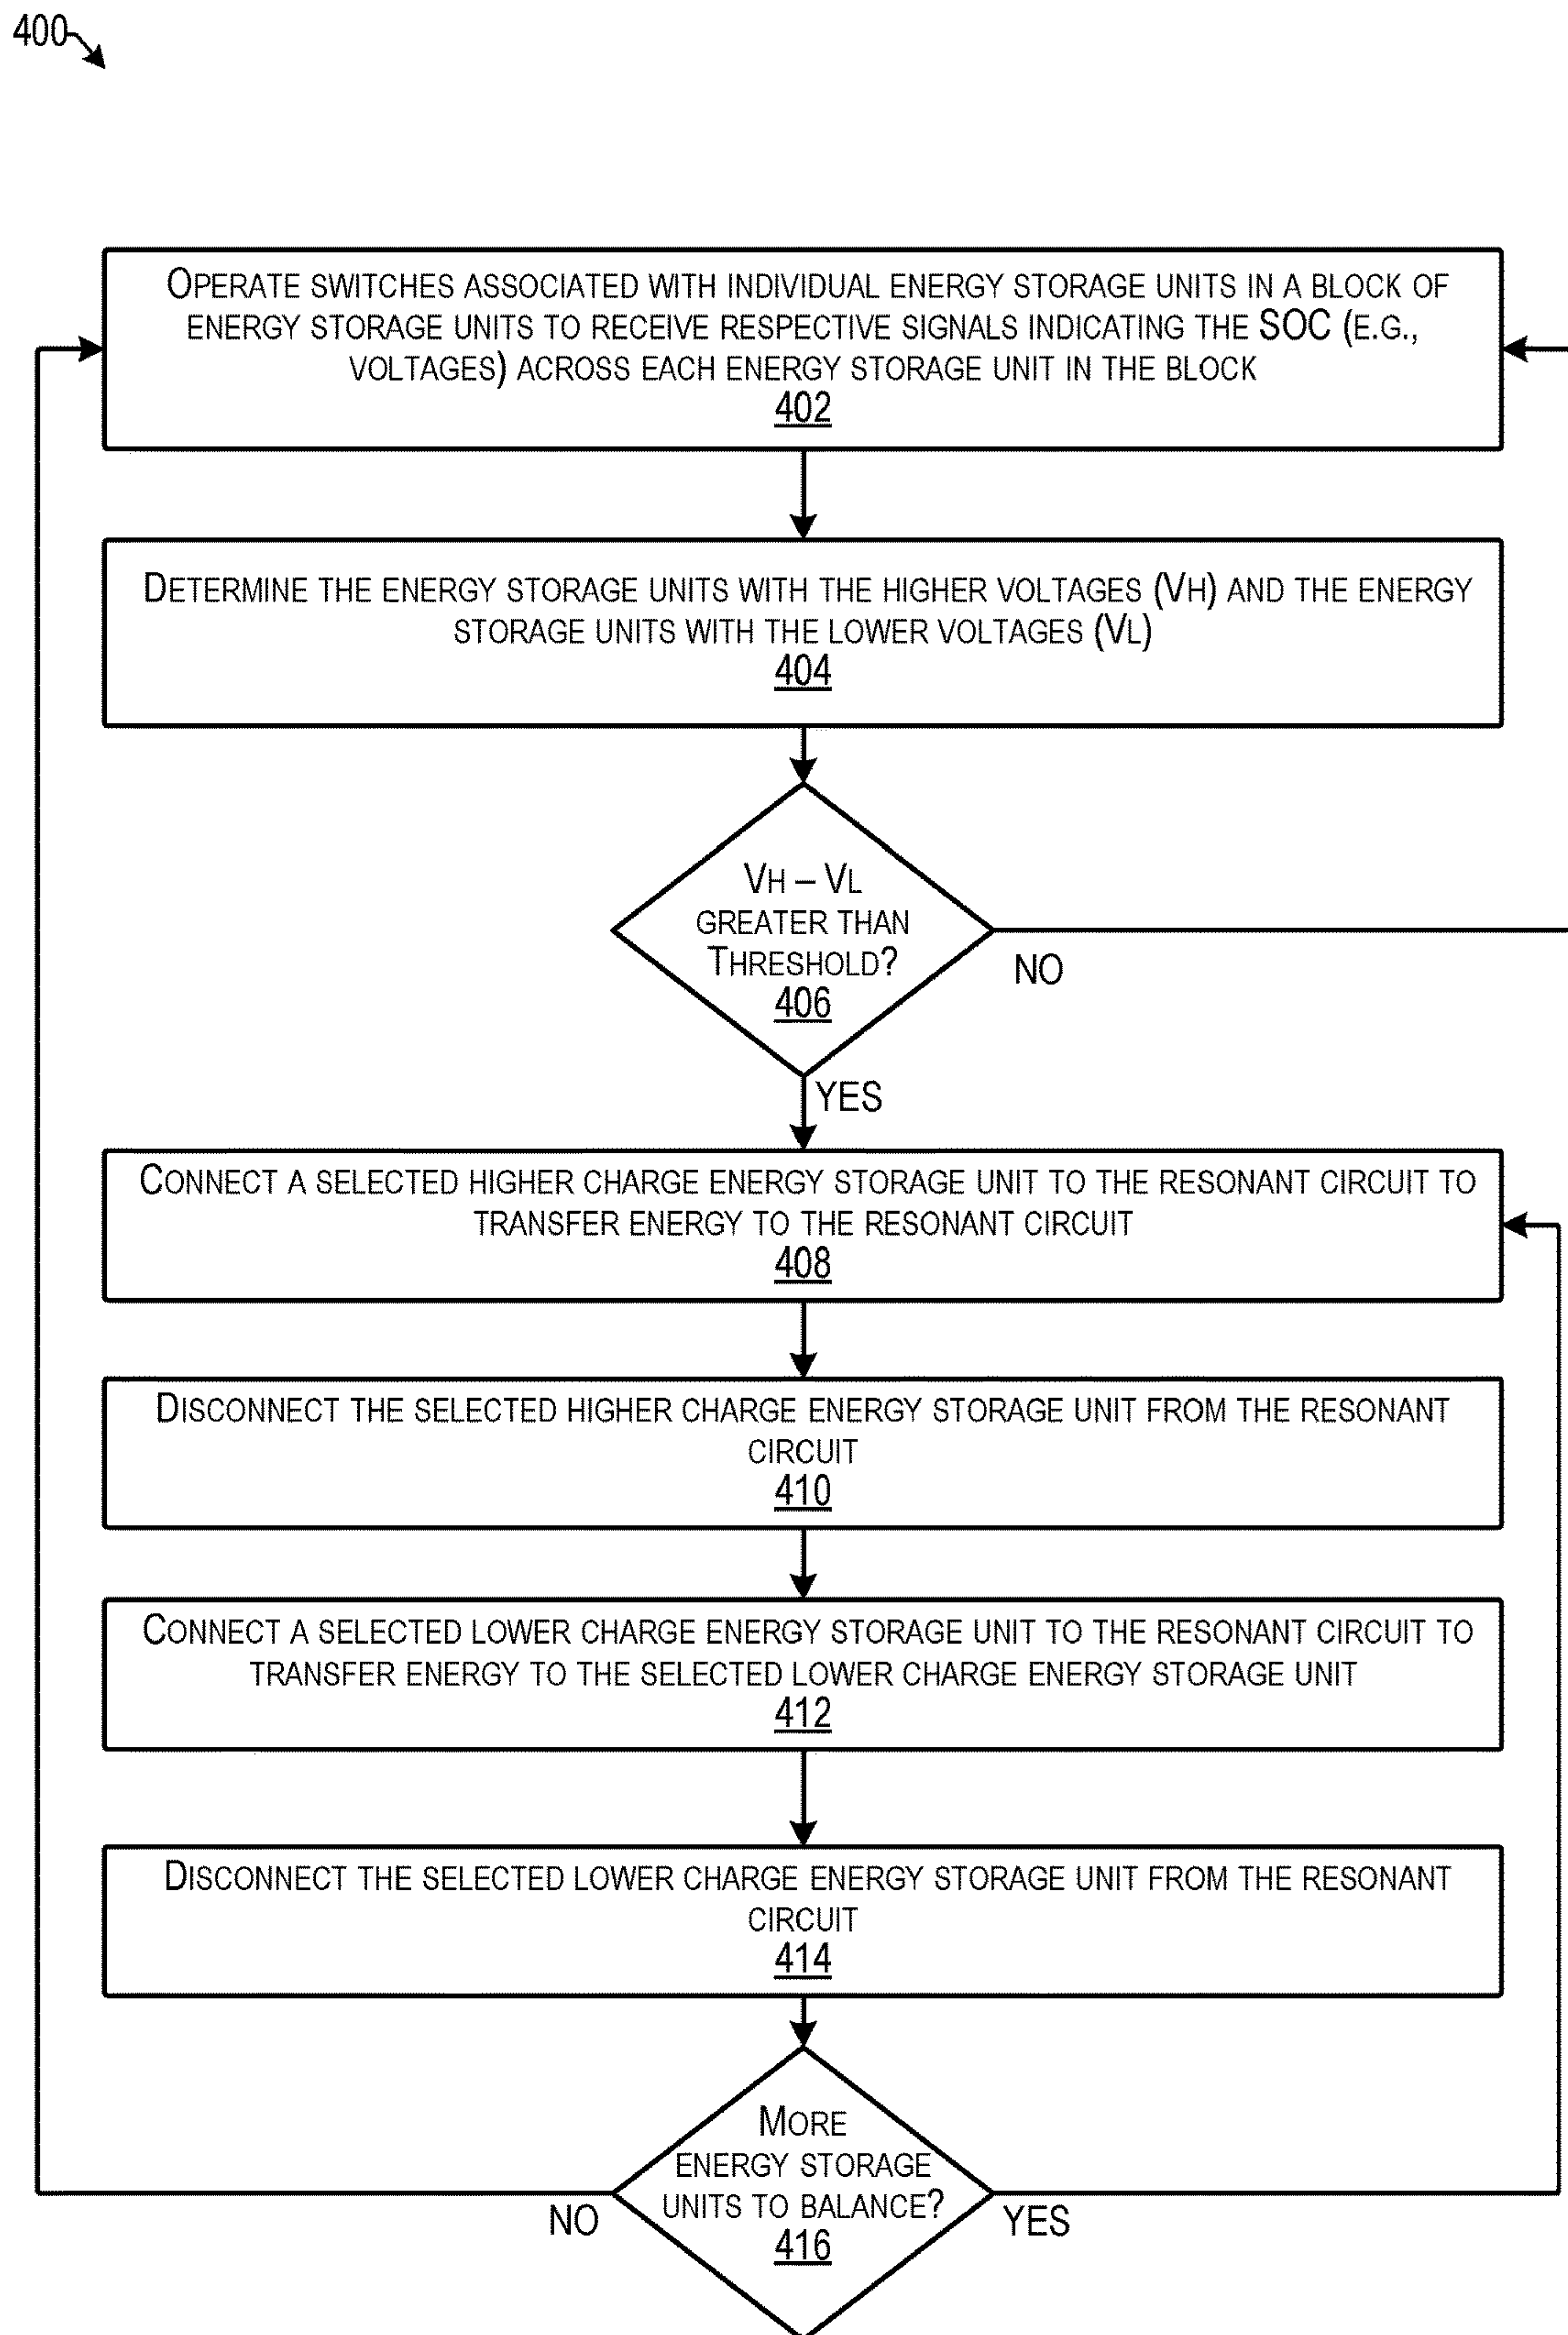 400
OPERATE SWITCHES ASSOCIATED WITH INDIVIDUAL ENERGY STORAGE UNITS IN A BLOCK OF
ENERGY STORAGE UNITS TO RECEIVE RESPECTIVE SIGNALS INDICATING THE SOC (E.G.,
VOLTAGES) ACROSS EACH ENERGY STORAGE UNIT IN THE BLOCK
402
DETERMINE THE ENERGY STORAGE UNITS WITH THE HIGHER VOLTAGES (VH) AND THE ENERGY
STORAGE UNITS WITH THE LOWER VOLTAGES (VL)
404
VH – VL
GREATER THAN
THRESHOLD?
406
NO
YES
CONNECT A SELECTED HIGHER CHARGE ENERGY STORAGE UNIT TO THE RESONANT CIRCUIT TO
TRANSFER ENERGY TO THE RESONANT CIRCUIT
408
DISCONNECT THE SELECTED HIGHER CHARGE ENERGY STORAGE UNIT FROM THE RESONANT
CIRCUIT
410
CONNECT A SELECTED LOWER CHARGE ENERGY STORAGE UNIT TO THE RESONANT CIRCUIT TO
TRANSFER ENERGY TO THE SELECTED LOWER CHARGE ENERGY STORAGE UNIT
412
DISCONNECT THE SELECTED LOWER CHARGE ENERGY STORAGE UNIT FROM THE RESONANT
CIRCUIT
414
MORE
ENERGY STORAGE
UNITS TO BALANCE?
416
NO
YES